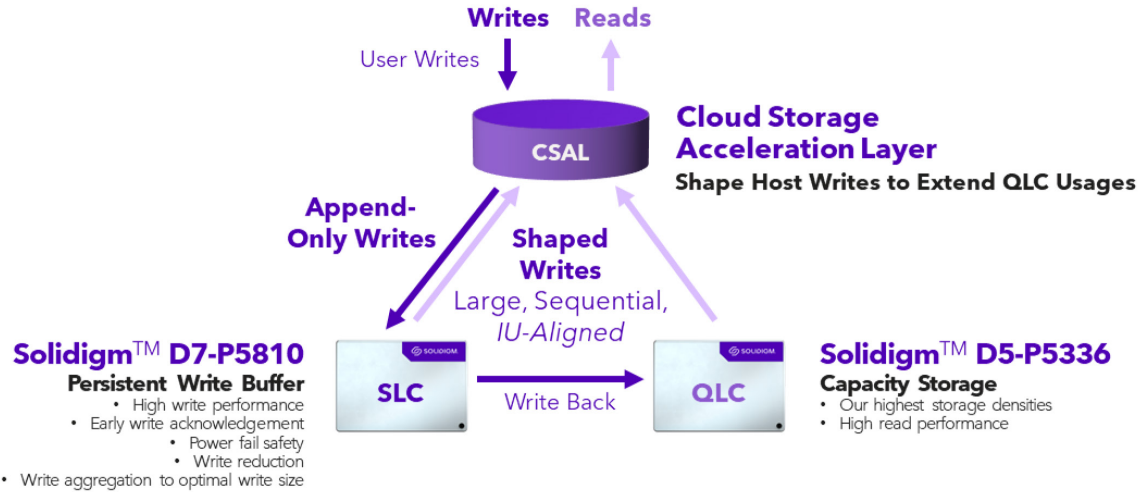 Writes Reads
User Writes
CSAL
Cloud Storage
Acceleration Layer
Shape Host Writes to Extend QLC Usages
Append-
Only Writes
Shaped
Writes
Large, Sequential,
IU-Aligned
Solidigm™ D7-P5810
Persistent Write Buffer
• High write performance
• Early write acknowledgement
• Power fail safety
• Write reduction
• Write aggregation to optimal write size
SOLIDIGM
SLC
Write Back
SOLIDIGM
QLC
Solidigm™ D5-P5336
Capacity Storage
• Our highest storage densities
• High read performance